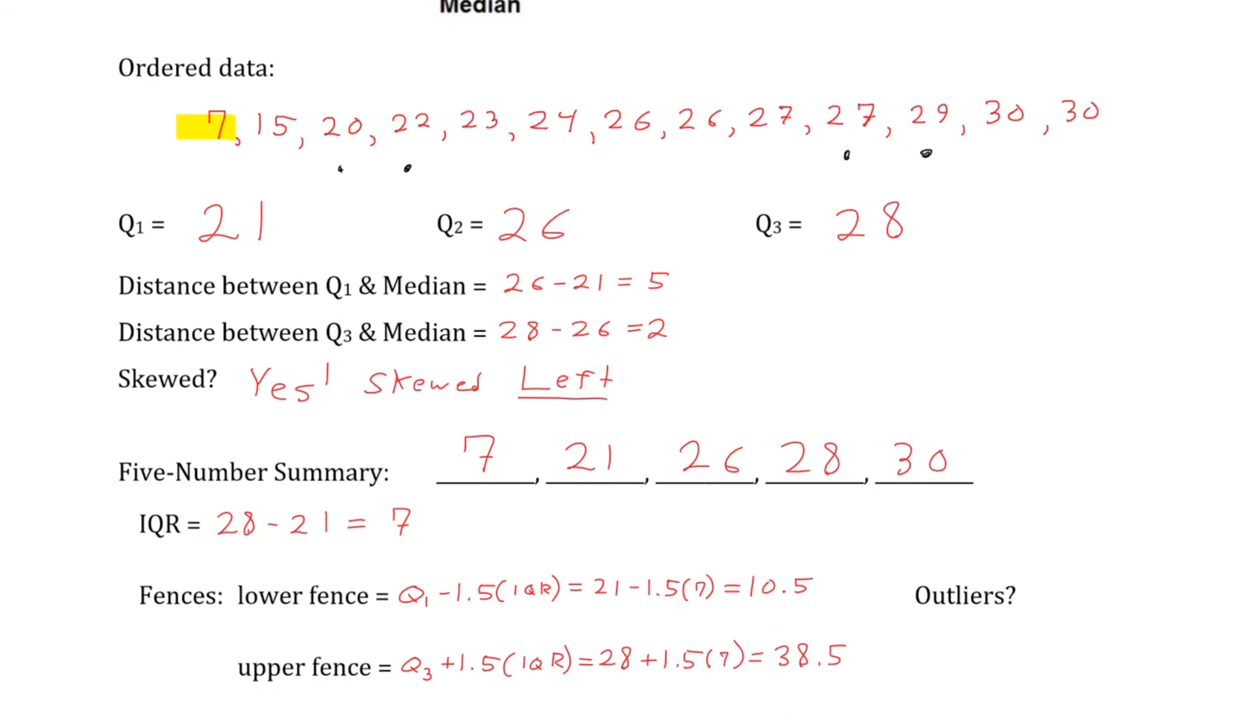 Median
Ordered data:
7, 15, 20, 22, 23, 24, 26, 26, 27, 27, 29, 30, 30
Q1 = 21 Q2 = 26 Q3 = 28
Distance between Q1 & Median = 26 - 21 = 5
Distance between Q3 & Median = 28 - 26 = 2
Skewed? Yes! Skewed Left
Five-Number Summary: 7, 21, 26, 28, 30
IQR = 28 - 21 = 7
Fences: lower fence = Q1 - 1.5(IQR) = 21 - 1.5(7) = 10.5 Outliers?
upper fence = Q3 + 1.5(IQR) = 28 + 1.5(7) = 38.5